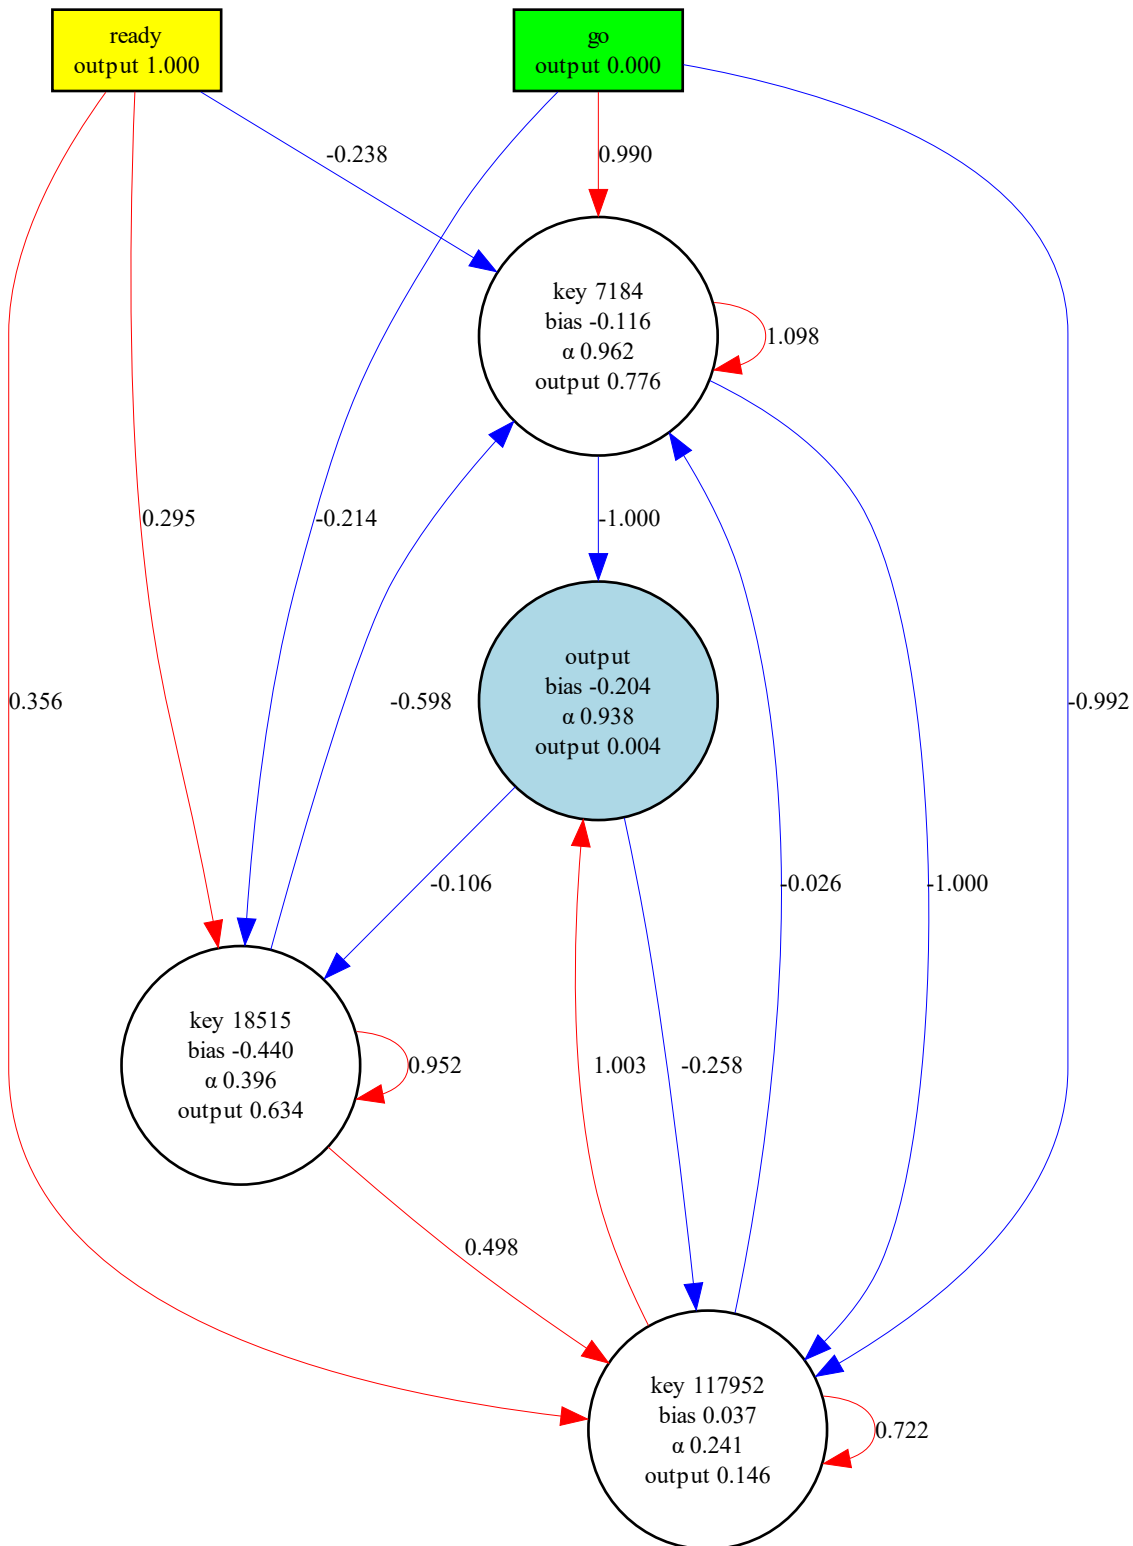 ready
output 1.000
go
output 0.000
-0.238
0.990
key 7184
bias -0.116
α 0.962
output 0.776
1.098
0.295
-0.214
-1.000
0.356
-0.598
output
bias -0.204
α 0.938
output 0.004
-0.992
-0.106
-0.026
-1.000
key 18515
bias -0.440
α 0.396
output 0.634
0.952
1.003
-0.258
0.498
key 117952
bias 0.037
α 0.241
output 0.146
0.722